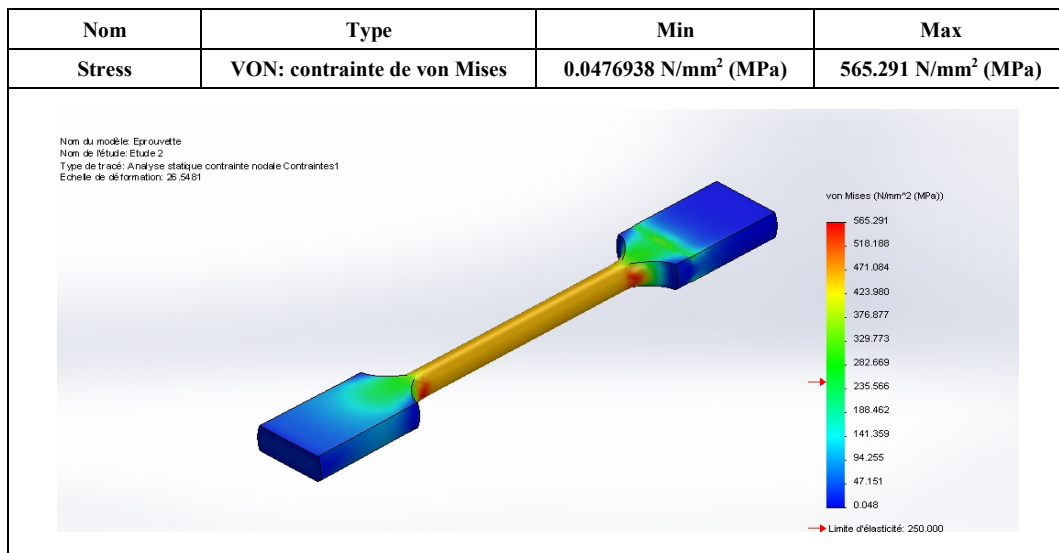 Nom Type Min Max
Stress VON: contrainte de von Mises 0.0476938 N/mm² (MPa) 565.291 N/mm² (MPa)
Nom du modèle: Eprouvette
Nom de l'étude: Etude 2
Type de tracé: Analyse statique contrainte nodale Contraintes1
Echelle de déformation: 26.5481
von Mises (N/mm^2 (MPa))
565.291
518.188
471.084
423.980
376.877
329.773
282.669
235.566
188.462
141.359
94.255
47.151
0.048
Limite d'élasticité: 250.000